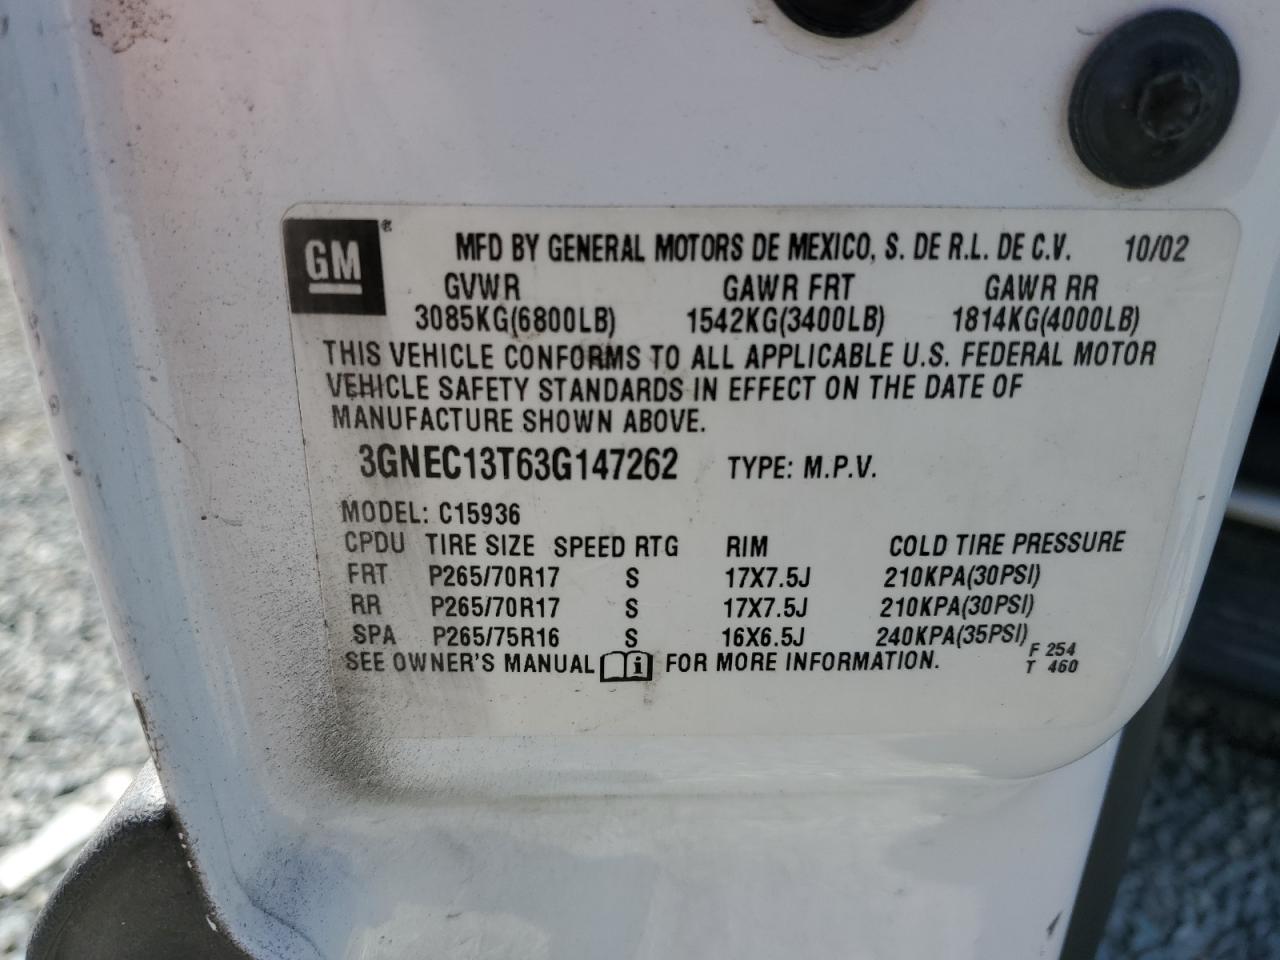 GM ® MFD BY GENERAL MOTORS DE MEXICO, S. DE R.L. DE C.V. 10/02
GVWR GAWR FRT GAWR RR
3085KG(6800LB) 1542KG(3400LB) 1814KG(4000LB)
THIS VEHICLE CONFORMS TO ALL APPLICABLE U.S. FEDERAL MOTOR
VEHICLE SAFETY STANDARDS IN EFFECT ON THE DATE OF
MANUFACTURE SHOWN ABOVE.
3GNEC13T63G147262 TYPE: M.P.V.
MODEL: C15936
CPDU TIRE SIZE SPEED RTG RIM COLD TIRE PRESSURE
FRT P265/70R17 S 17X7.5J 210KPA(30PSI)
RR P265/70R17 S 17X7.5J 210KPA(30PSI)
SPA P265/75R16 S 16X6.5J 240KPA(35PSI) F 254
SEE OWNER'S MANUAL i FOR MORE INFORMATION. T 460